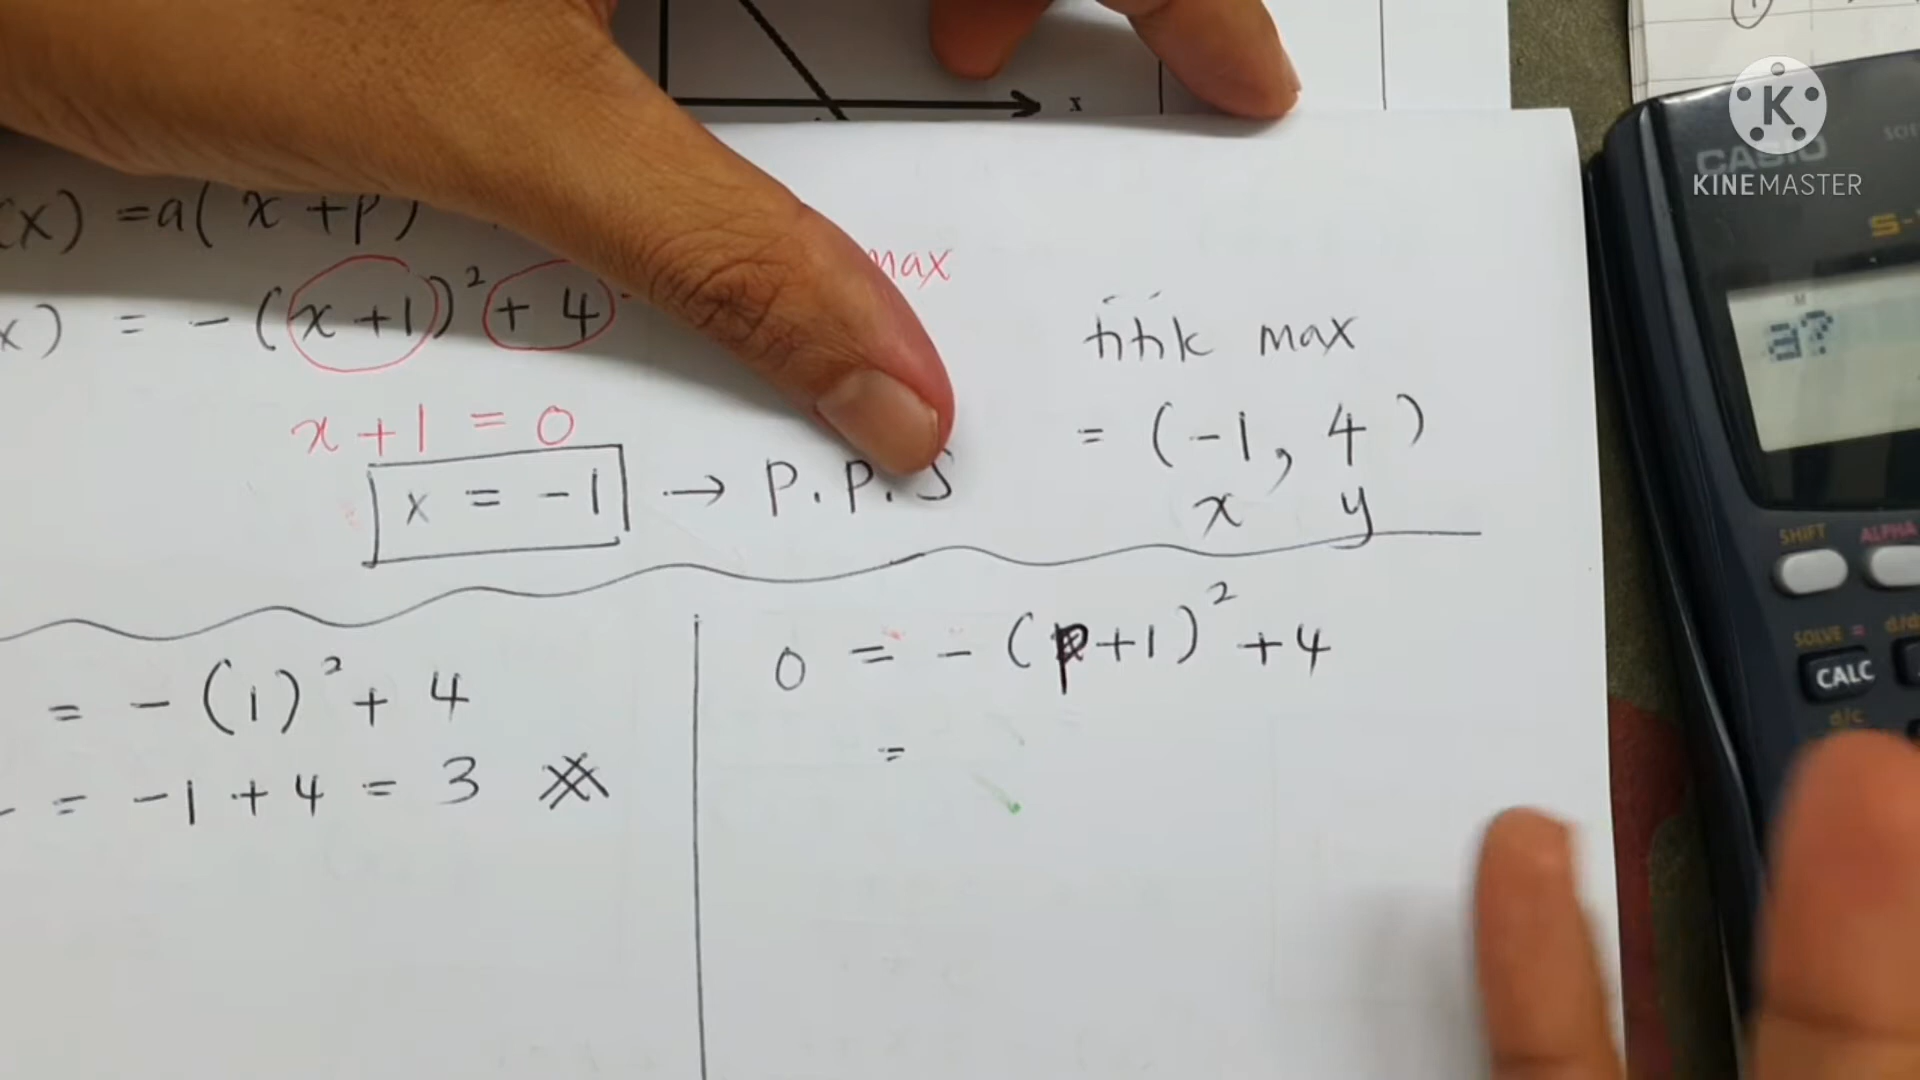 x
(x) = a(x+p)
max
x) = -(x+1)² + 4
x+1 = 0
x = -1 → P.P.S
titik max
= (-1, 4)
x y
= -(1)² + 4
= -1 + 4 = 3
0 = -(p+1)² + 4
=
CASIO
K
KINEMASTER
S-
a?
SHIFT ALPHA
SOLVE =
CALC
d/c